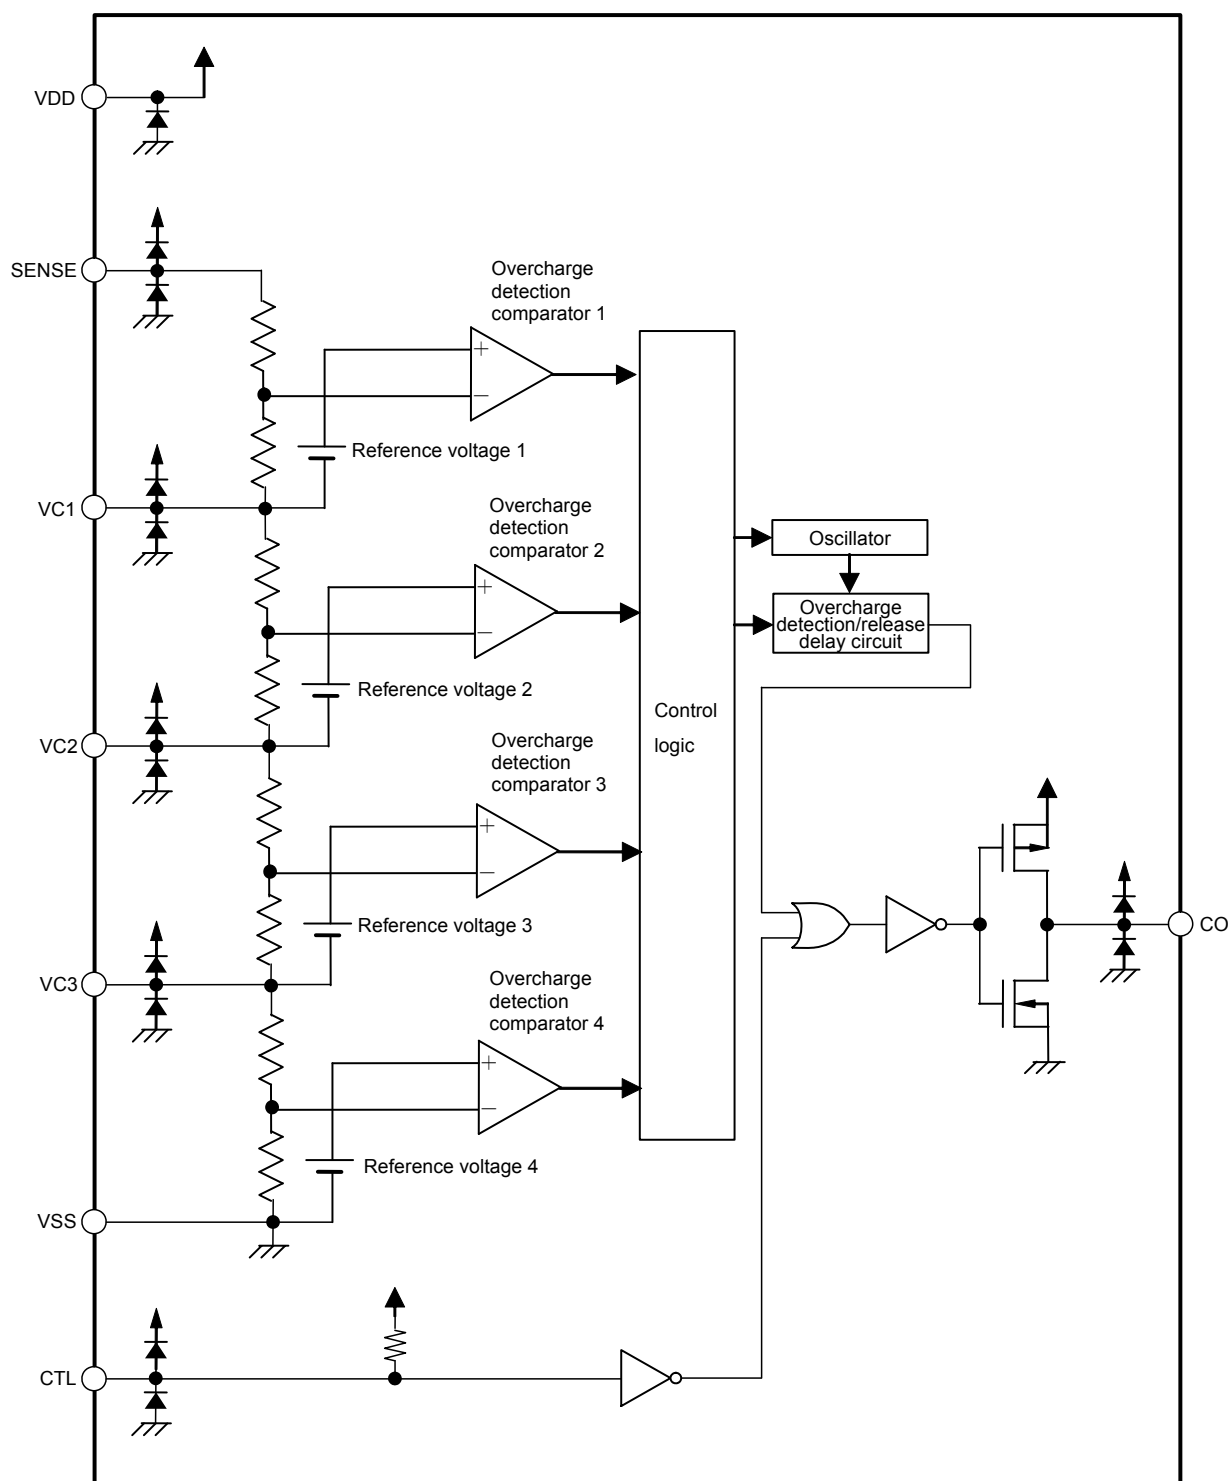 VDD
SENSE
Overcharge
detection
comparator 1
+
−
Reference voltage 1
VC1
Overcharge
detection
comparator 2
+
−
Oscillator
Overcharge
detection/release
delay circuit
Reference voltage 2
Control
logic
VC2
Overcharge
detection
comparator 3
+
−
Reference voltage 3
CO
VC3
Overcharge
detection
comparator 4
+
−
Reference voltage 4
VSS
CTL